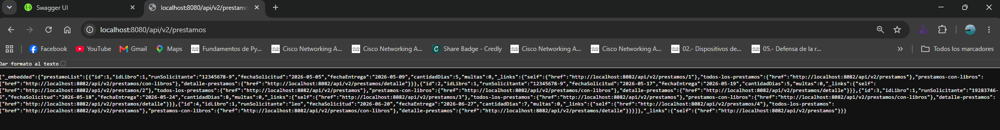 Swagger UI
localhost:8080/api/v2/prestamo
localhost:8080/api/v2/prestamos
Facebook
YouTube
Gmail
Maps
Fundamentos de Py...
Cisco Networking A...
Cisco Networking A...
Share Badge - Credly
Cisco Networking A...
Cisco Networking A...
02.- Dispositivos de...
05.- Defensa de la r...
Todos los marcadores
Dar formato al texto
{"_embedded":{"prestamoList":[{"id":1,"idLibro":1,"runSolicitante":"12345678-9","fechaSolicitud":"2026-05-05","fechaEntrega":"2026-05-09","cantidadDias":5,"multas":0,"_links":{"self":{"href":"http://localhost:8082/api/v2/prestamos/1"},"todos-los-prestamos":{"href":"http://localhost:8082/api/v2/prestamos"},"prestamos-con-libros":
{"href":"http://localhost:8082/api/v2/prestamos/con-libros"},"detalle-prestamos":{"href":"http://localhost:8082/api/v2/prestamos/detalle"}}},{"id":2,"idLibro":1,"runSolicitante":"12345678-9","fechaSolicitud":"2026-05-17","fechaEntrega":"2026-05-19","cantidadDias":5,"multas":0,"_links":{"self":
{"href":"http://localhost:8082/api/v2/prestamos/2"},"todos-los-prestamos":{"href":"http://localhost:8082/api/v2/prestamos"},"prestamos-con-libros":{"href":"http://localhost:8082/api/v2/prestamos/con-libros"},"detalle-prestamos":{"href":"http://localhost:8082/api/v2/prestamos/detalle"}}},{"id":3,"idLibro":1,"runSolicitante":"19283746-
5","fechaSolicitud":"2026-05-18","fechaEntrega":"2026-05-24","cantidadDias":8,"multas":0,"_links":{"self":{"href":"http://localhost:8082/api/v2/prestamos/3"},"todos-los-prestamos":{"href":"http://localhost:8082/api/v2/prestamos"},"prestamos-con-libros":{"href":"http://localhost:8082/api/v2/prestamos/con-libros"},"detalle-prestamos":
{"href":"http://localhost:8082/api/v2/prestamos/detalle"}}},{"id":4,"idLibro":1,"runSolicitante":"leo","fechaSolicitud":"2026-06-20","fechaEntrega":"2026-06-27","cantidadDias":7,"multas":0,"_links":{"self":{"href":"http://localhost:8082/api/v2/prestamos/4"},"todos-los-prestamos":
{"href":"http://localhost:8082/api/v2/prestamos"},"prestamos-con-libros":{"href":"http://localhost:8082/api/v2/prestamos/con-libros"},"detalle-prestamos":{"href":"http://localhost:8082/api/v2/prestamos/detalle"}}}]},"_links":{"self":{"href":"http://localhost:8082/api/v2/prestamos"}}}